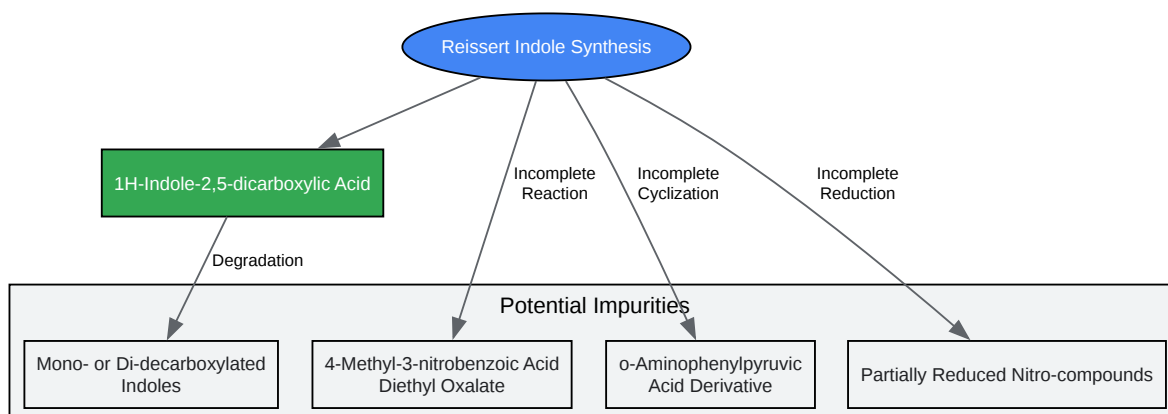 Reissert Indole Synthesis
1H-Indole-2,5-dicarboxylic Acid
Incomplete
Reaction
Incomplete
Cyclization
Incomplete
Reduction
Degradation
Potential Impurities
Mono- or Di-decarboxylated
Indoles
4-Methyl-3-nitrobenzoic Acid
Diethyl Oxalate
o-Aminophenylpyruvic
Acid Derivative
Partially Reduced Nitro-compounds